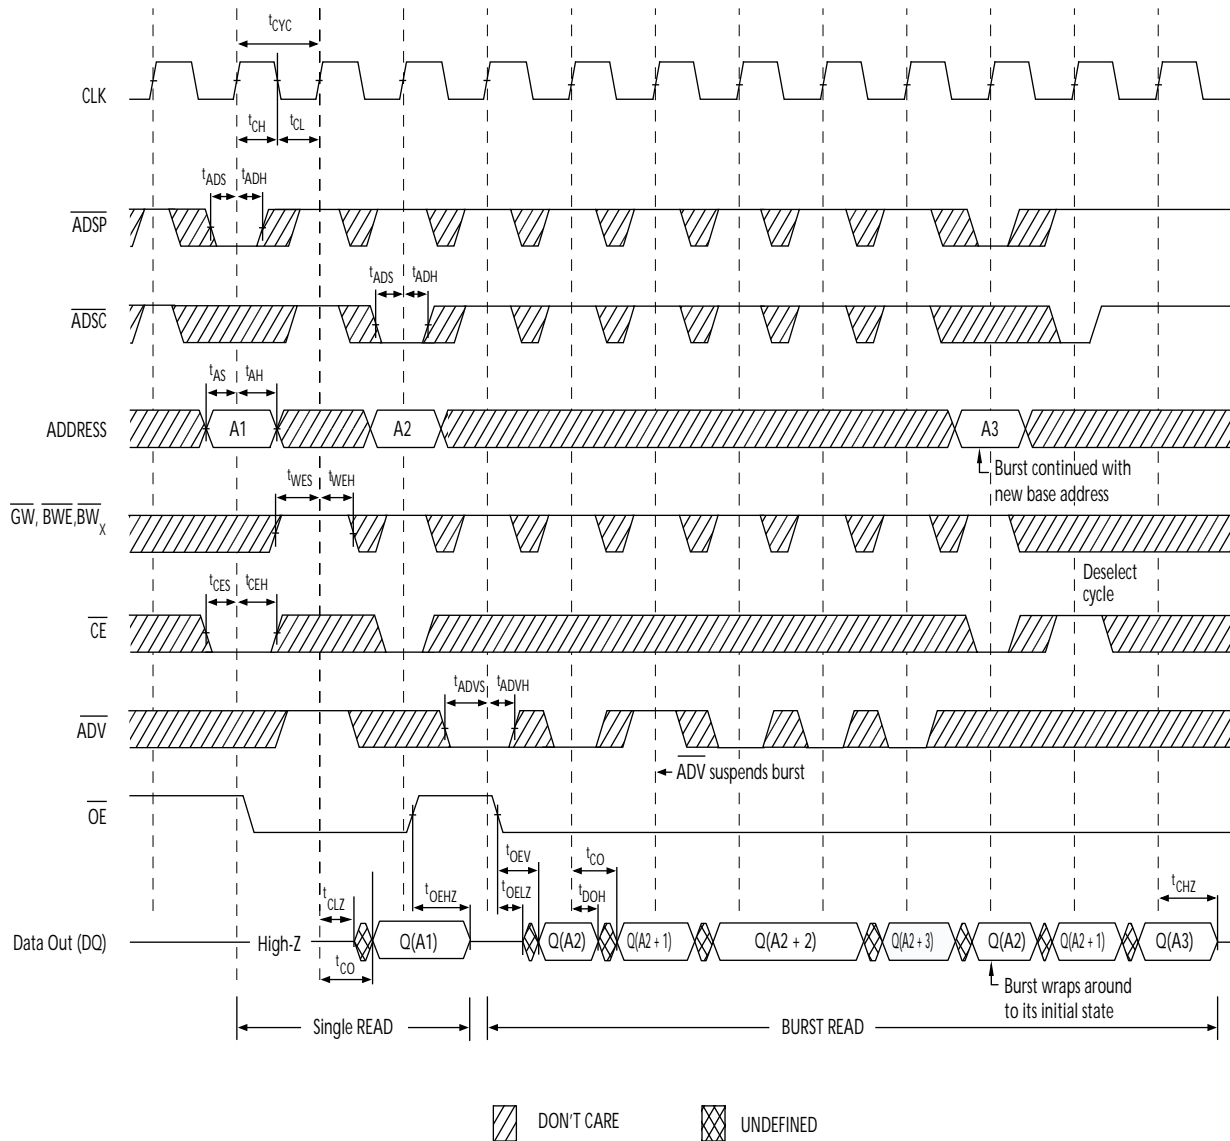 tCYC
CLK
tCH tCL
tADS tADH
ADSP
tADS tADH
ADSC
tAS tAH
ADDRESS A1 A2 A3
Burst continued with
new base address
tWES tWEH
GW, BWE,BWX
Deselect
cycle
tCES tCEH
CE
tADVS tADVH
ADV
ADV suspends burst
OE
tOEV tCO
tCLZ tOEHZ tOELZ tDOH tCHZ
Data Out (DQ) High-Z Q(A1) Q(A2) Q(A2 + 1) Q(A2 + 2) Q(A2 + 3) Q(A2) Q(A2 + 1) Q(A3)
tCO
Burst wraps around
to its initial state
Single READ BURST READ
DON'T CARE UNDEFINED